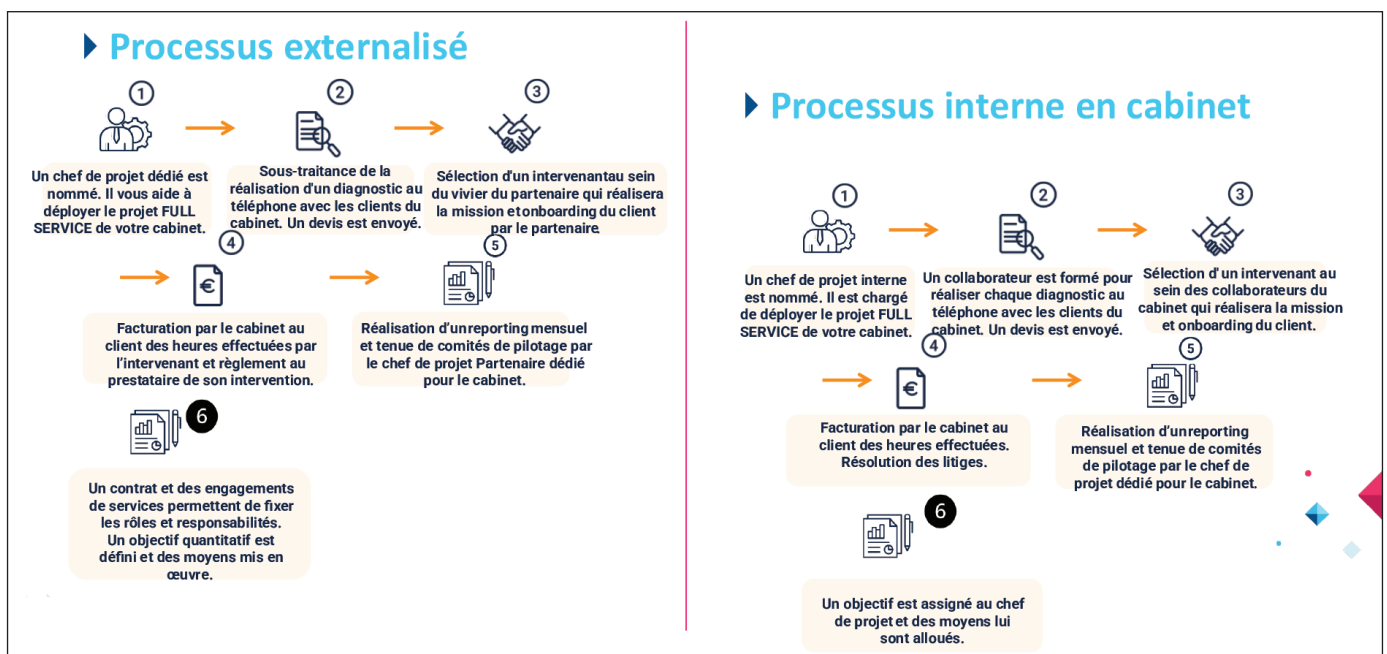 Processus externalisé
1
2
3
Un chef de projet dédié est
nommé. Il vous aide à
déployer le projet FULL
SERVICE de votre cabinet.
Sous-traitance de la
réalisation d'un diagnostic au
téléphone avec les clients du
cabinet. Un devis est envoyé.
Sélection d'un intervenantau sein
du vivier du partenaire qui réalisera
la mission etonboarding du client
par le partenaire.
4
5
€
Facturation par le cabinet au
client des heures effectuées par
l'intervenant et règlement au
prestataire de son intervention.
Réalisation d'unreporting mensuel
et tenue de comités de pilotage par
le chef de projet Partenaire dédié
pour le cabinet.
6
Un contrat et des engagements
de services permettent de fixer
les rôles et responsabilités.
Un objectif quantitatif est
défini et des moyens mis en
œuvre.
Processus interne en cabinet
1
2
3
Un chef de projet interne
est nommé. Il est chargé
de déployer le projet FULL
SERVICE de votre cabinet.
Un collaborateur est formé pour
réaliser chaque diagnostic au
téléphone avec les clients du
cabinet. Un devis est envoyé.
Sélection d'un intervenant au
sein des collaborateurs du
cabinet qui réalisera la mission
et onboarding du client.
4
5
€
Facturation par le cabinet au
client des heures effectuées.
Résolution des litiges.
Réalisation d'unreporting
mensuel et tenue de comités
de pilotage par le chef de
projet dédié pour le cabinet.
6
Un objectif est assigné au chef
de projet et des moyens lui
sont alloués.